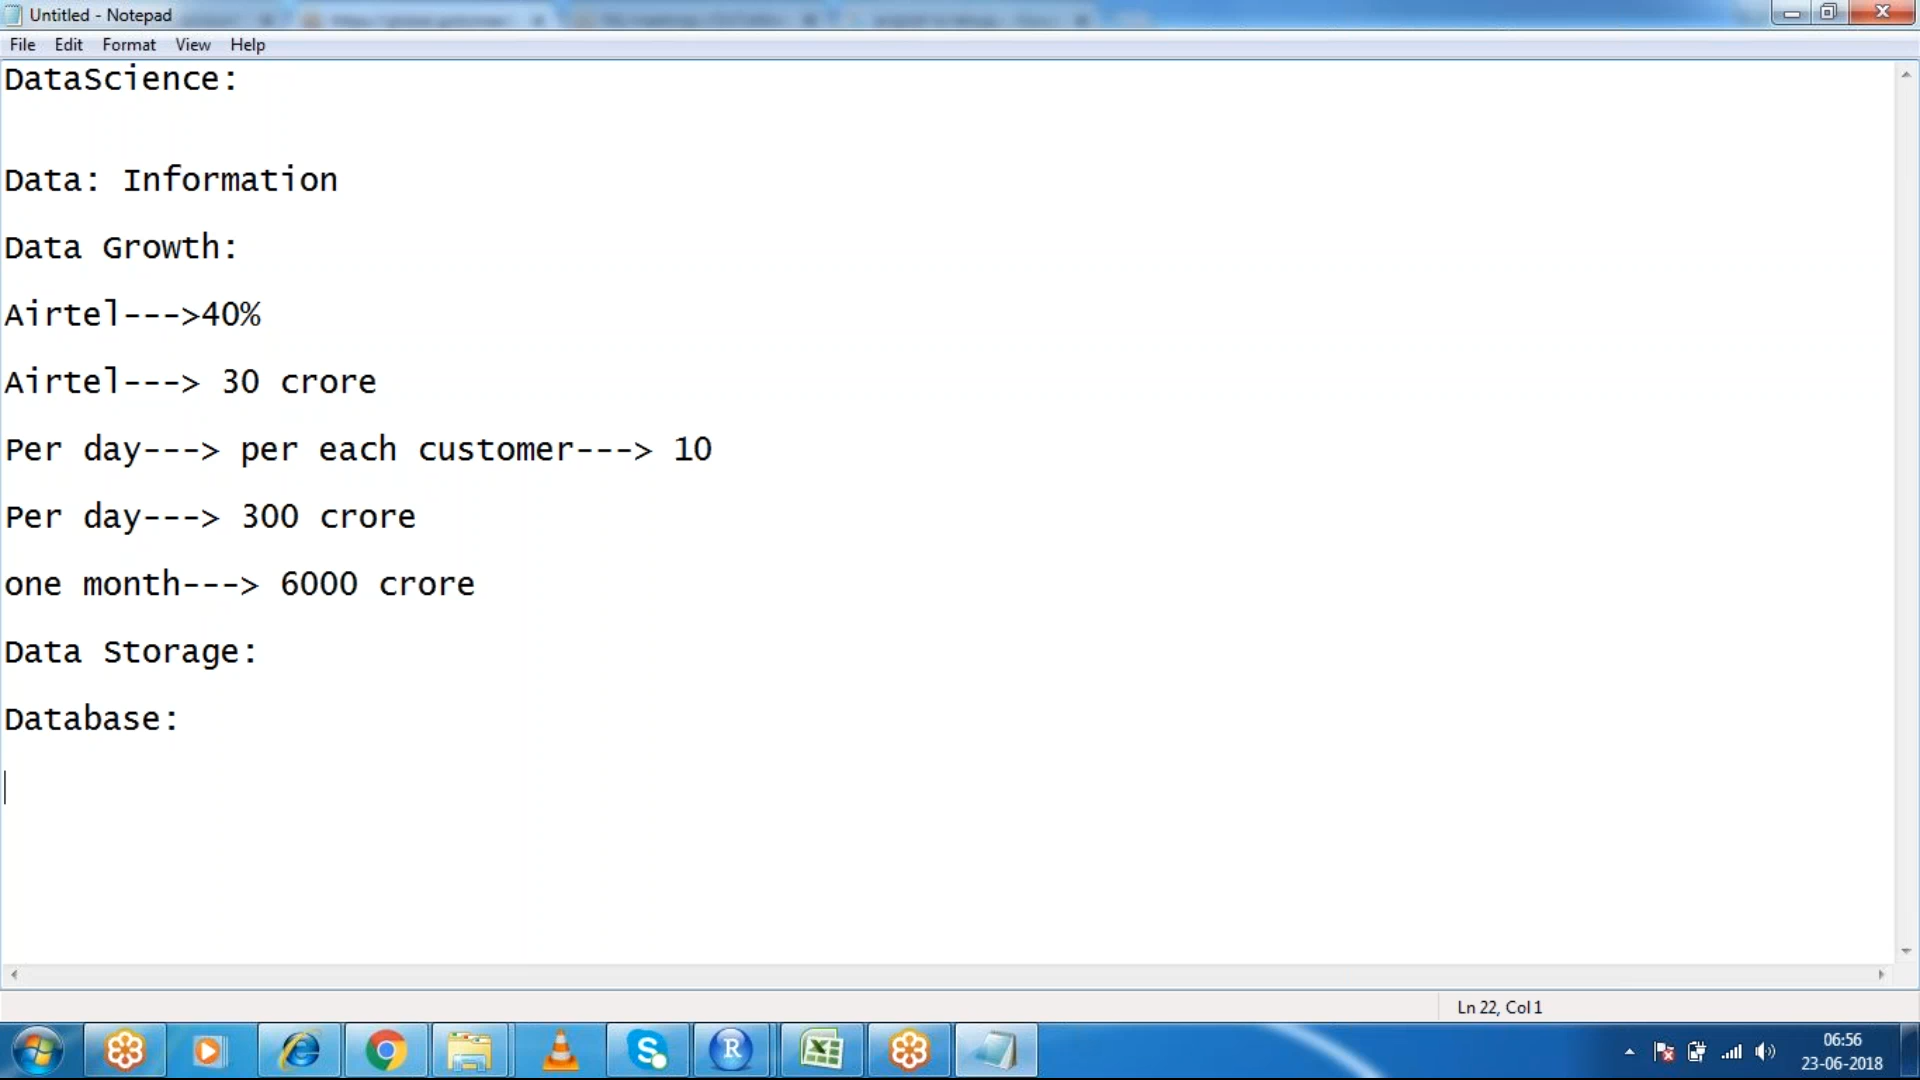 Untitled - Notepad
File Edit Format View Help
DataScience:
Data: Information
Data Growth:
Airtel--->40%
Airtel---> 30 crore
Per day---> per each customer---> 10
Per day---> 300 crore
one month---> 6000 crore
Data Storage:
Database:
Ln 22, Col 1
06:56
23-06-2018